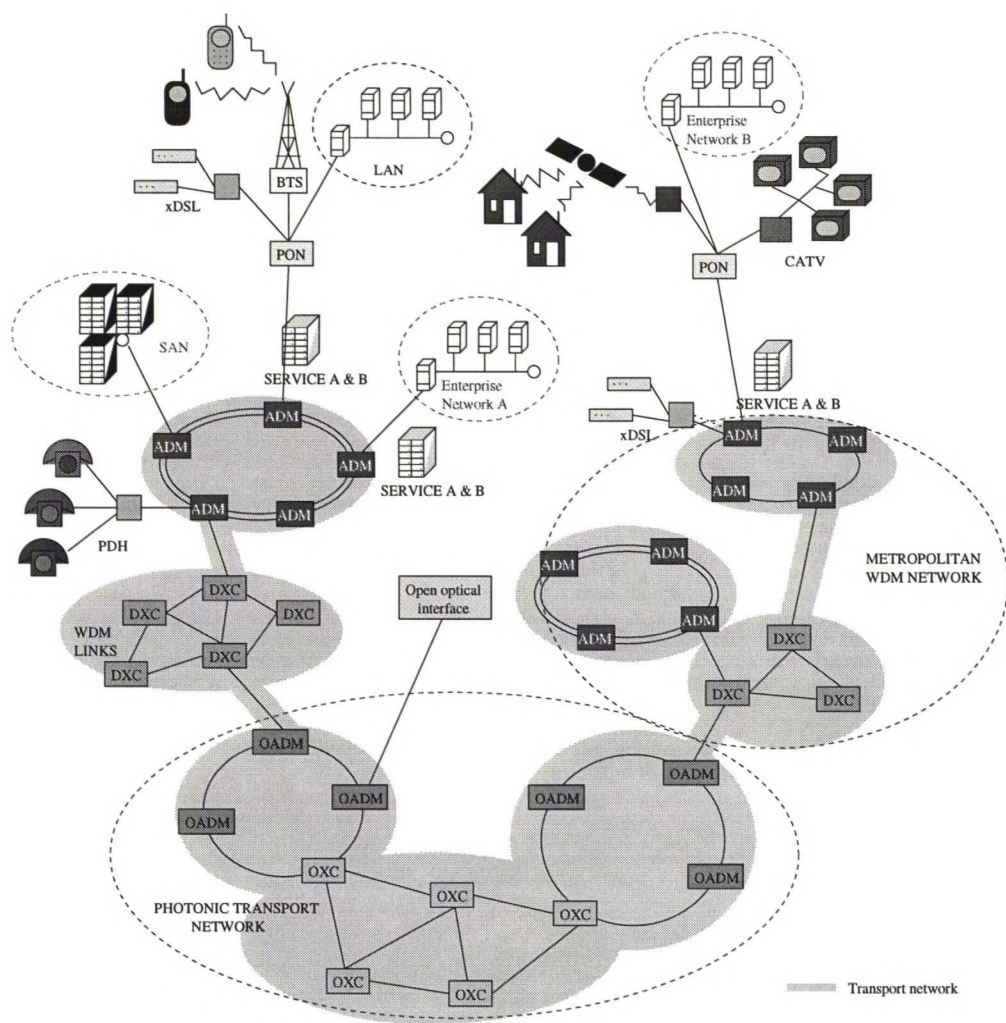 Enterprise
Network B
LAN
BTS
xDSL
PON
PON
CATV
SAN
SERVICE A & B
Enterprise
Network A
SERVICE A & B
xDSL
ADM
ADM
ADM
ADM
ADM
SERVICE A & B
ADM
ADM
ADM
ADM
PDH
METROPOLITAN
WDM NETWORK
ADM
ADM
ADM
ADM
Open optical
interface
WDM
LINKS
DXC
DXC
DXC
DXC
DXC
DXC
DXC
DXC
OADM
OADM
OADM
OADM
OADM
OADM
OXC
OXC
OXC
OXC
OXC
PHOTONIC TRANSPORT
NETWORK
Transport network